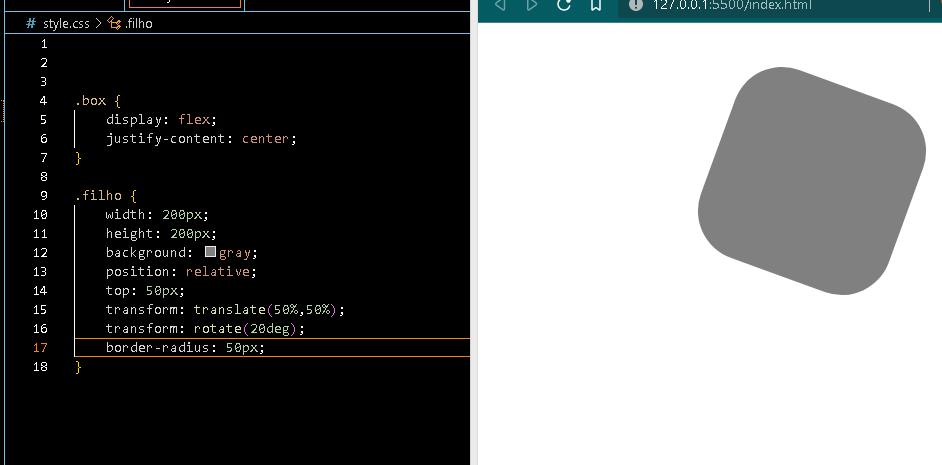 # style.css > .filho
127.0.0.1:5500/index.html
1
2
3
4 .box {
5 display: flex;
6 justify-content: center;
7 }
8
9 .filho {
10 width: 200px;
11 height: 200px;
12 background: gray;
13 position: relative;
14 top: 50px;
15 transform: translate(50%,50%);
16 transform: rotate(20deg);
17 border-radius: 50px;
18 }